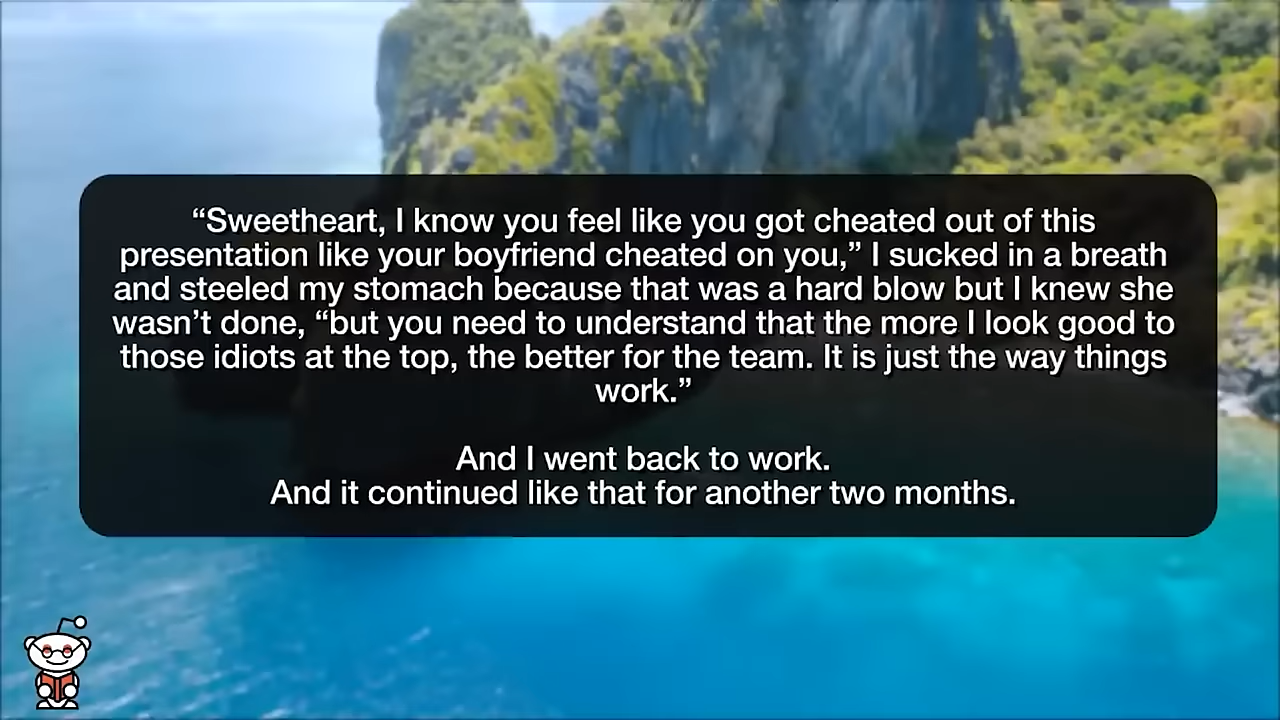 “Sweetheart, I know you feel like you got cheated out of this
presentation like your boyfriend cheated on you,” I sucked in a breath
and steeled my stomach because that was a hard blow but I knew she
wasn’t done, “but you need to understand that the more I look good to
those idiots at the top, the better for the team. It is just the way things
work.”
And I went back to work.
And it continued like that for another two months.